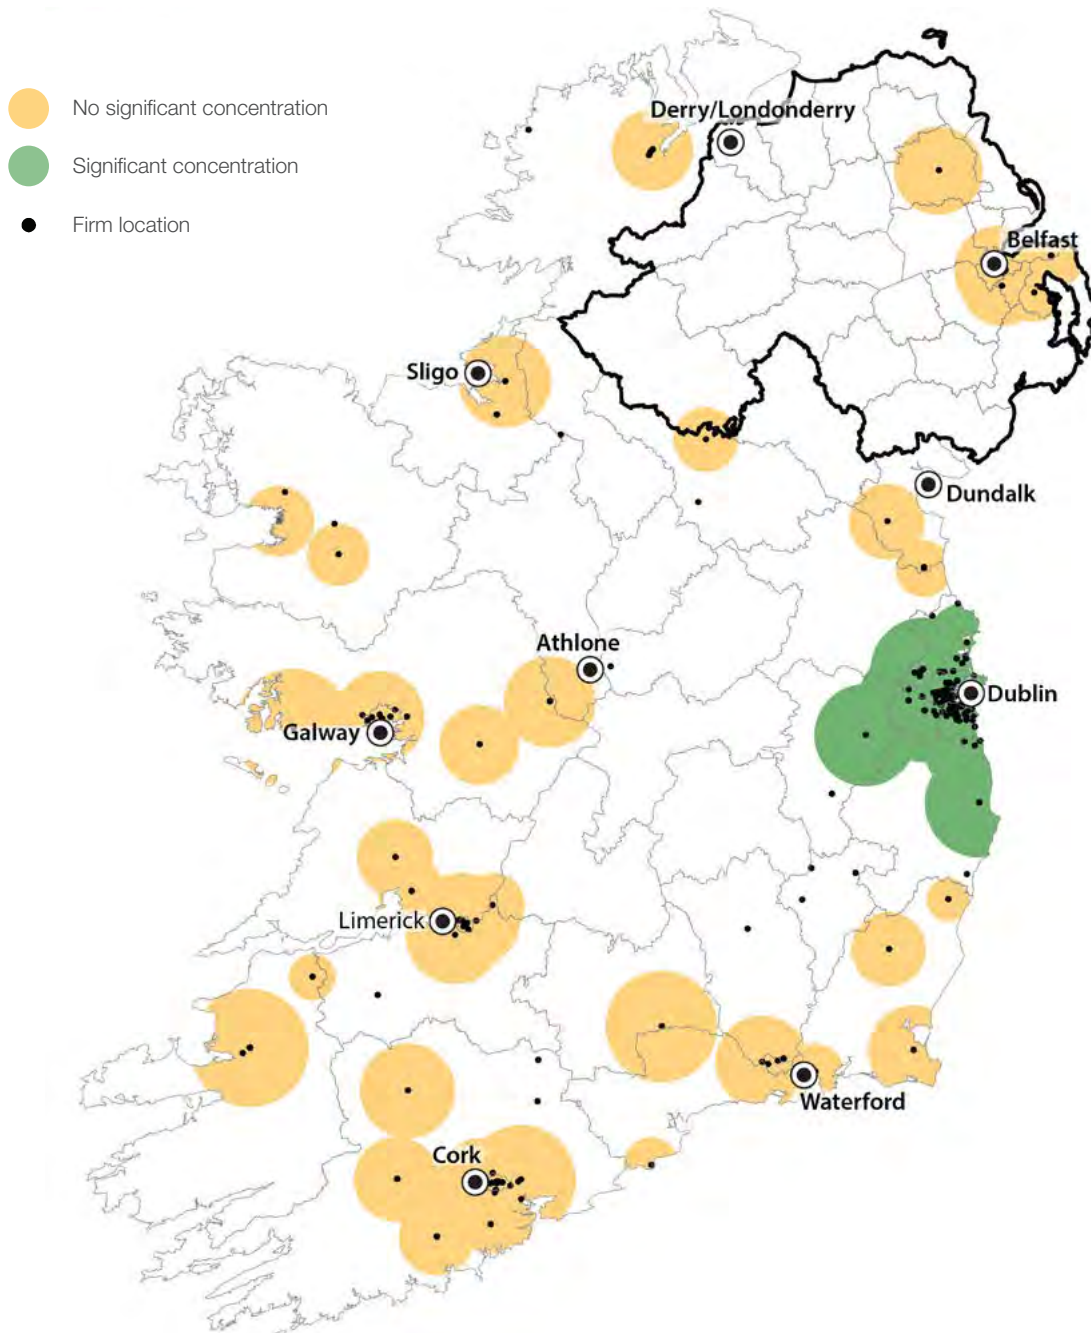 No significant concentration
Significant concentration
Firm location
Derry/Londonderry
Belfast
Sligo
Dundalk
Athlone
Dublin
Galway
Limerick
Waterford
Cork